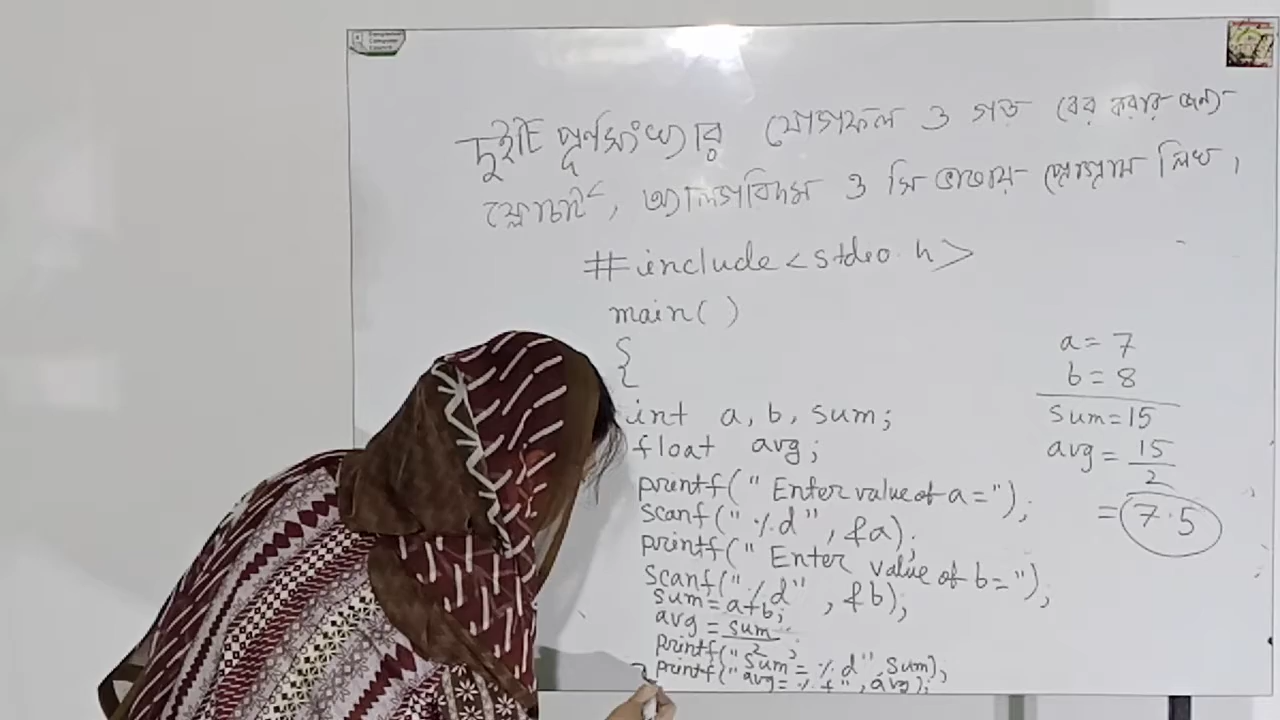 দুইটি পূর্ণসংখ্যার যোগফল ও গড় বের করার জন্য
ফ্লোচার্ট, অ্যালগরিদম ও সি ভাষায় প্রোগ্রাম লিখ।
#include<stdio.h>
main( )
{
int a, b, sum;
float avg;
printf(" Enter value of a=");
scanf(" %d" , &a);
printf(" Enter value of b=");
scanf(" %d" , &b);
sum=a+b;
avg = sum
2 ;
printf(" sum = %d", sum);
printf(" avg= %f" , avg);
a= 7
b= 8
sum=15
avg = 15
2
= 7.5